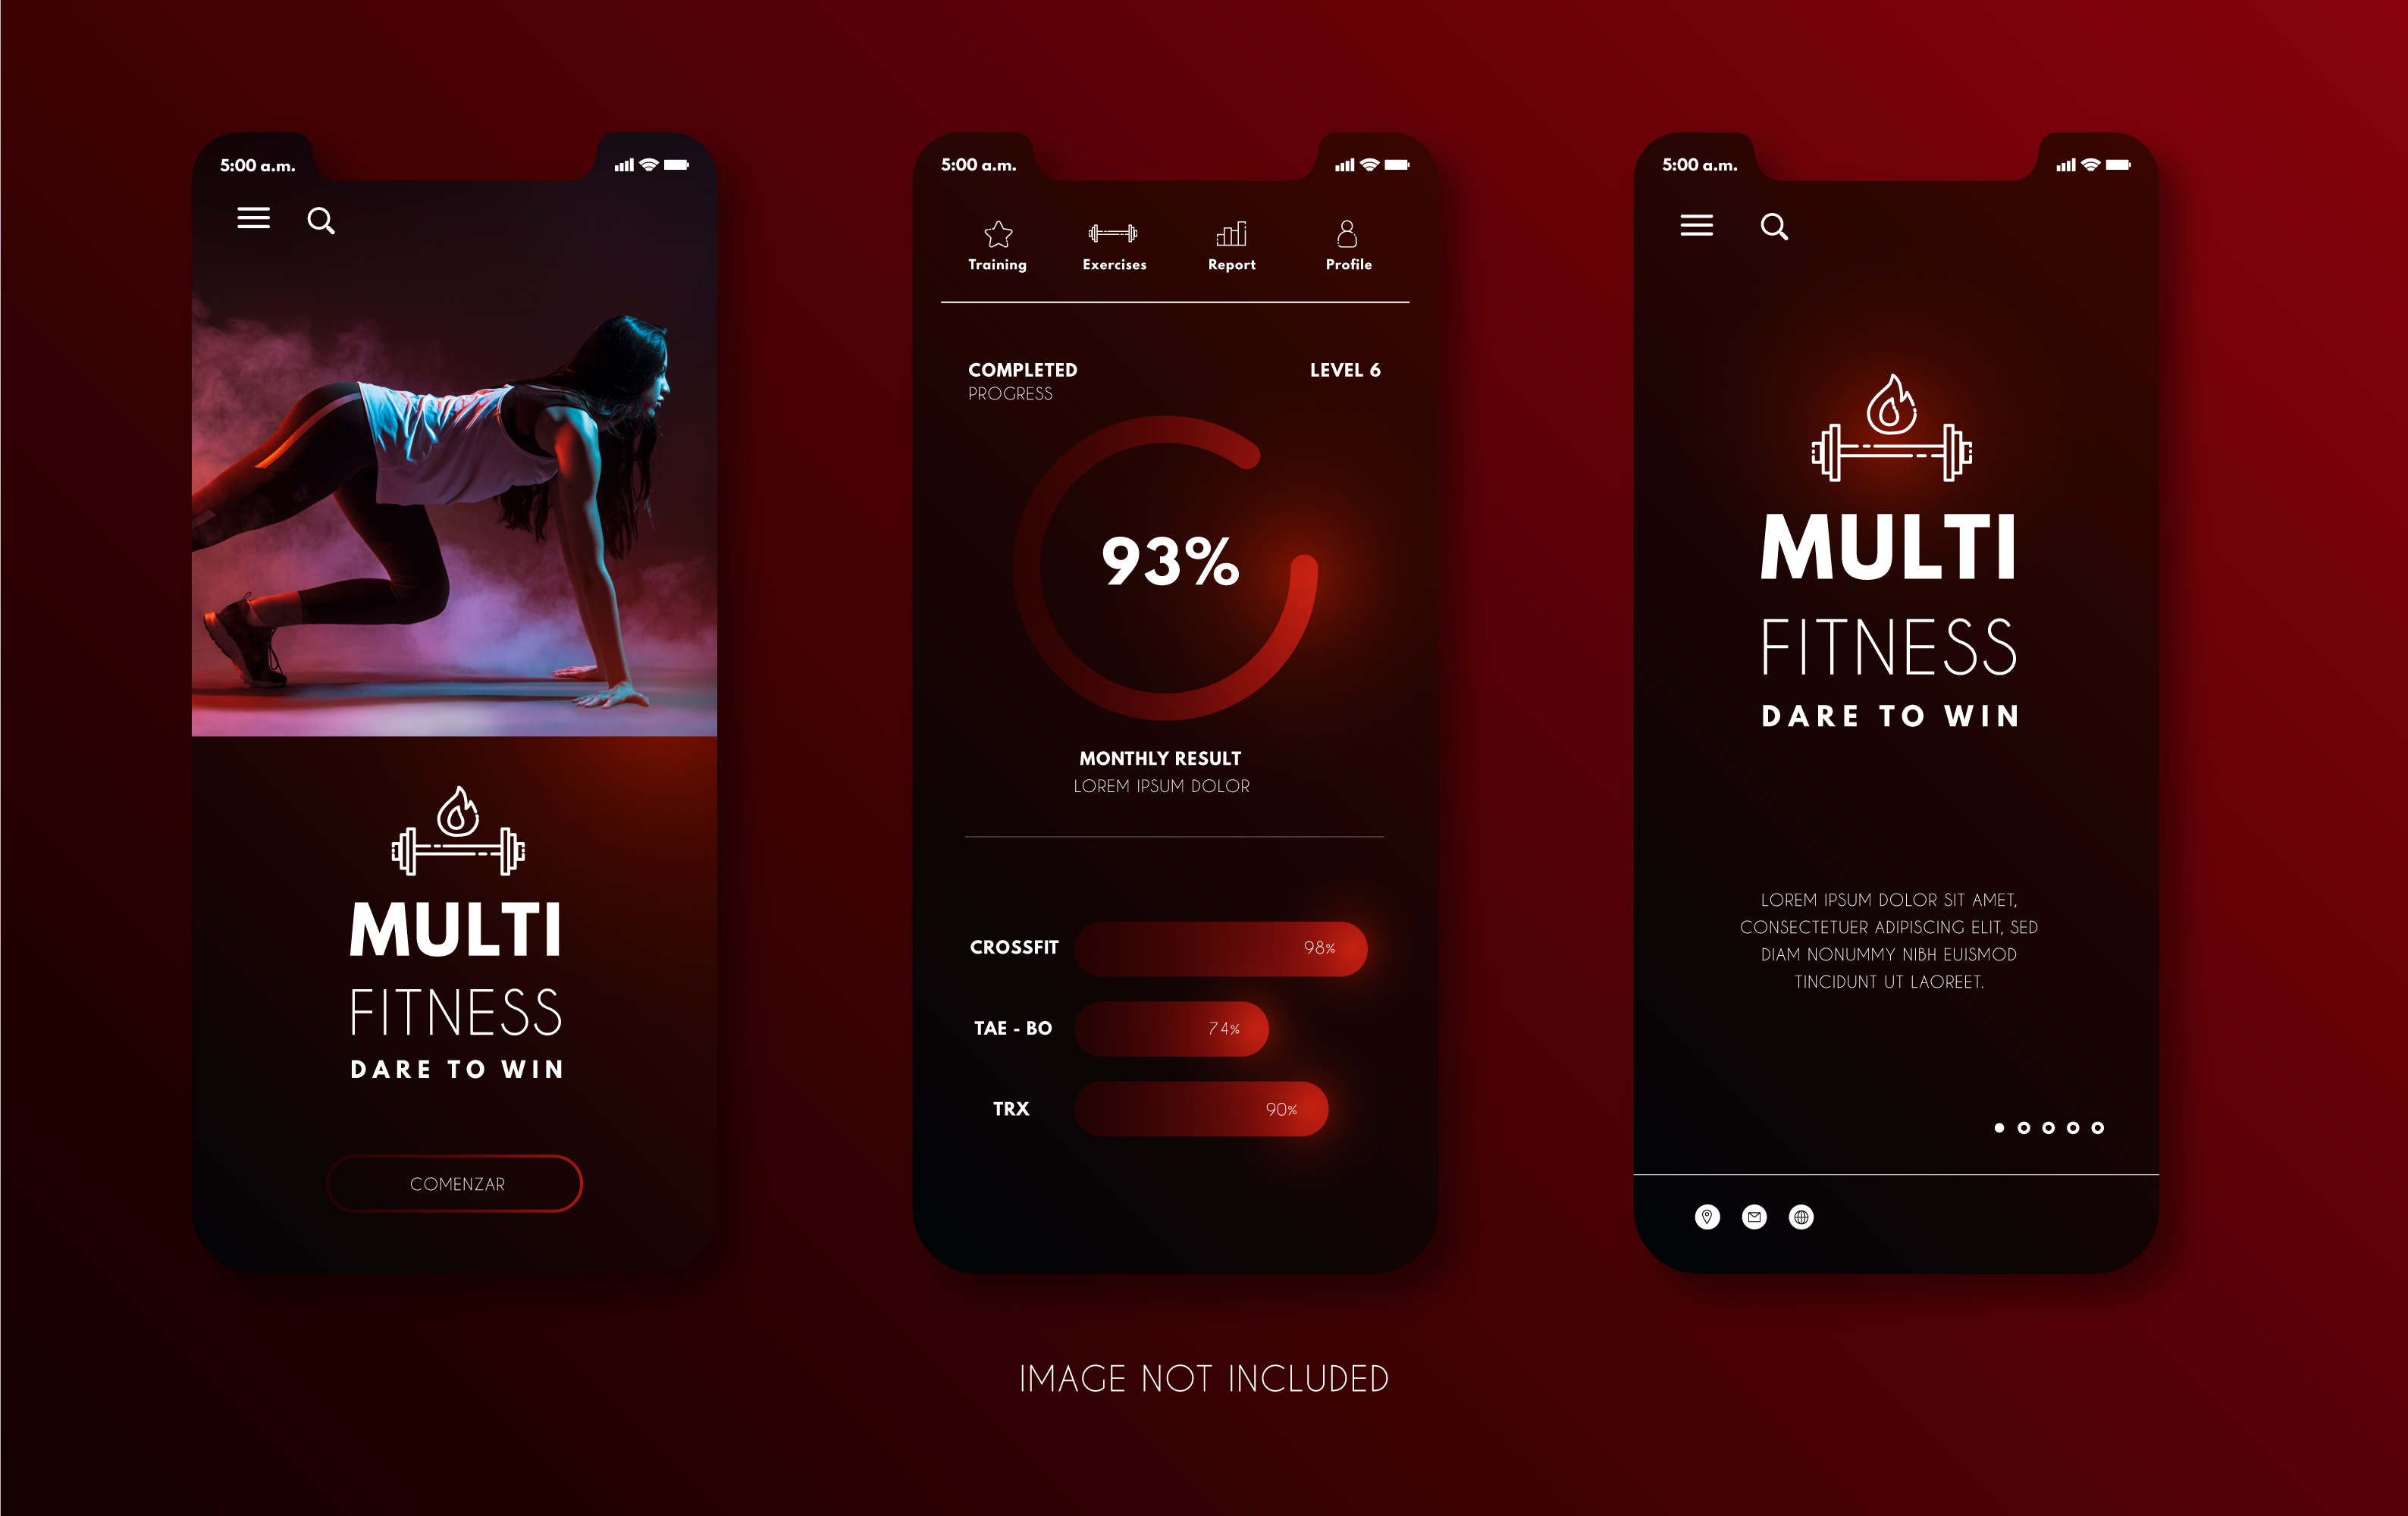 5:00 a.m.
MULTI
FITNESS
DARE TO WIN
COMENZAR
5:00 a.m.
Training Exercises Report Profile
COMPLETED LEVEL 6
PROGRESS
93%
MONTHLY RESULT
LOREM IPSUM DOLOR
CROSSFIT 98%
TAE - BO 74%
TRX 90%
5:00 a.m.
MULTI
FITNESS
DARE TO WIN
LOREM IPSUM DOLOR SIT AMET,
CONSECTETUER ADIPISCING ELIT, SED
DIAM NONUMMY NIBH EUISMOD
TINCIDUNT UT LAOREET.
IMAGE NOT INCLUDED